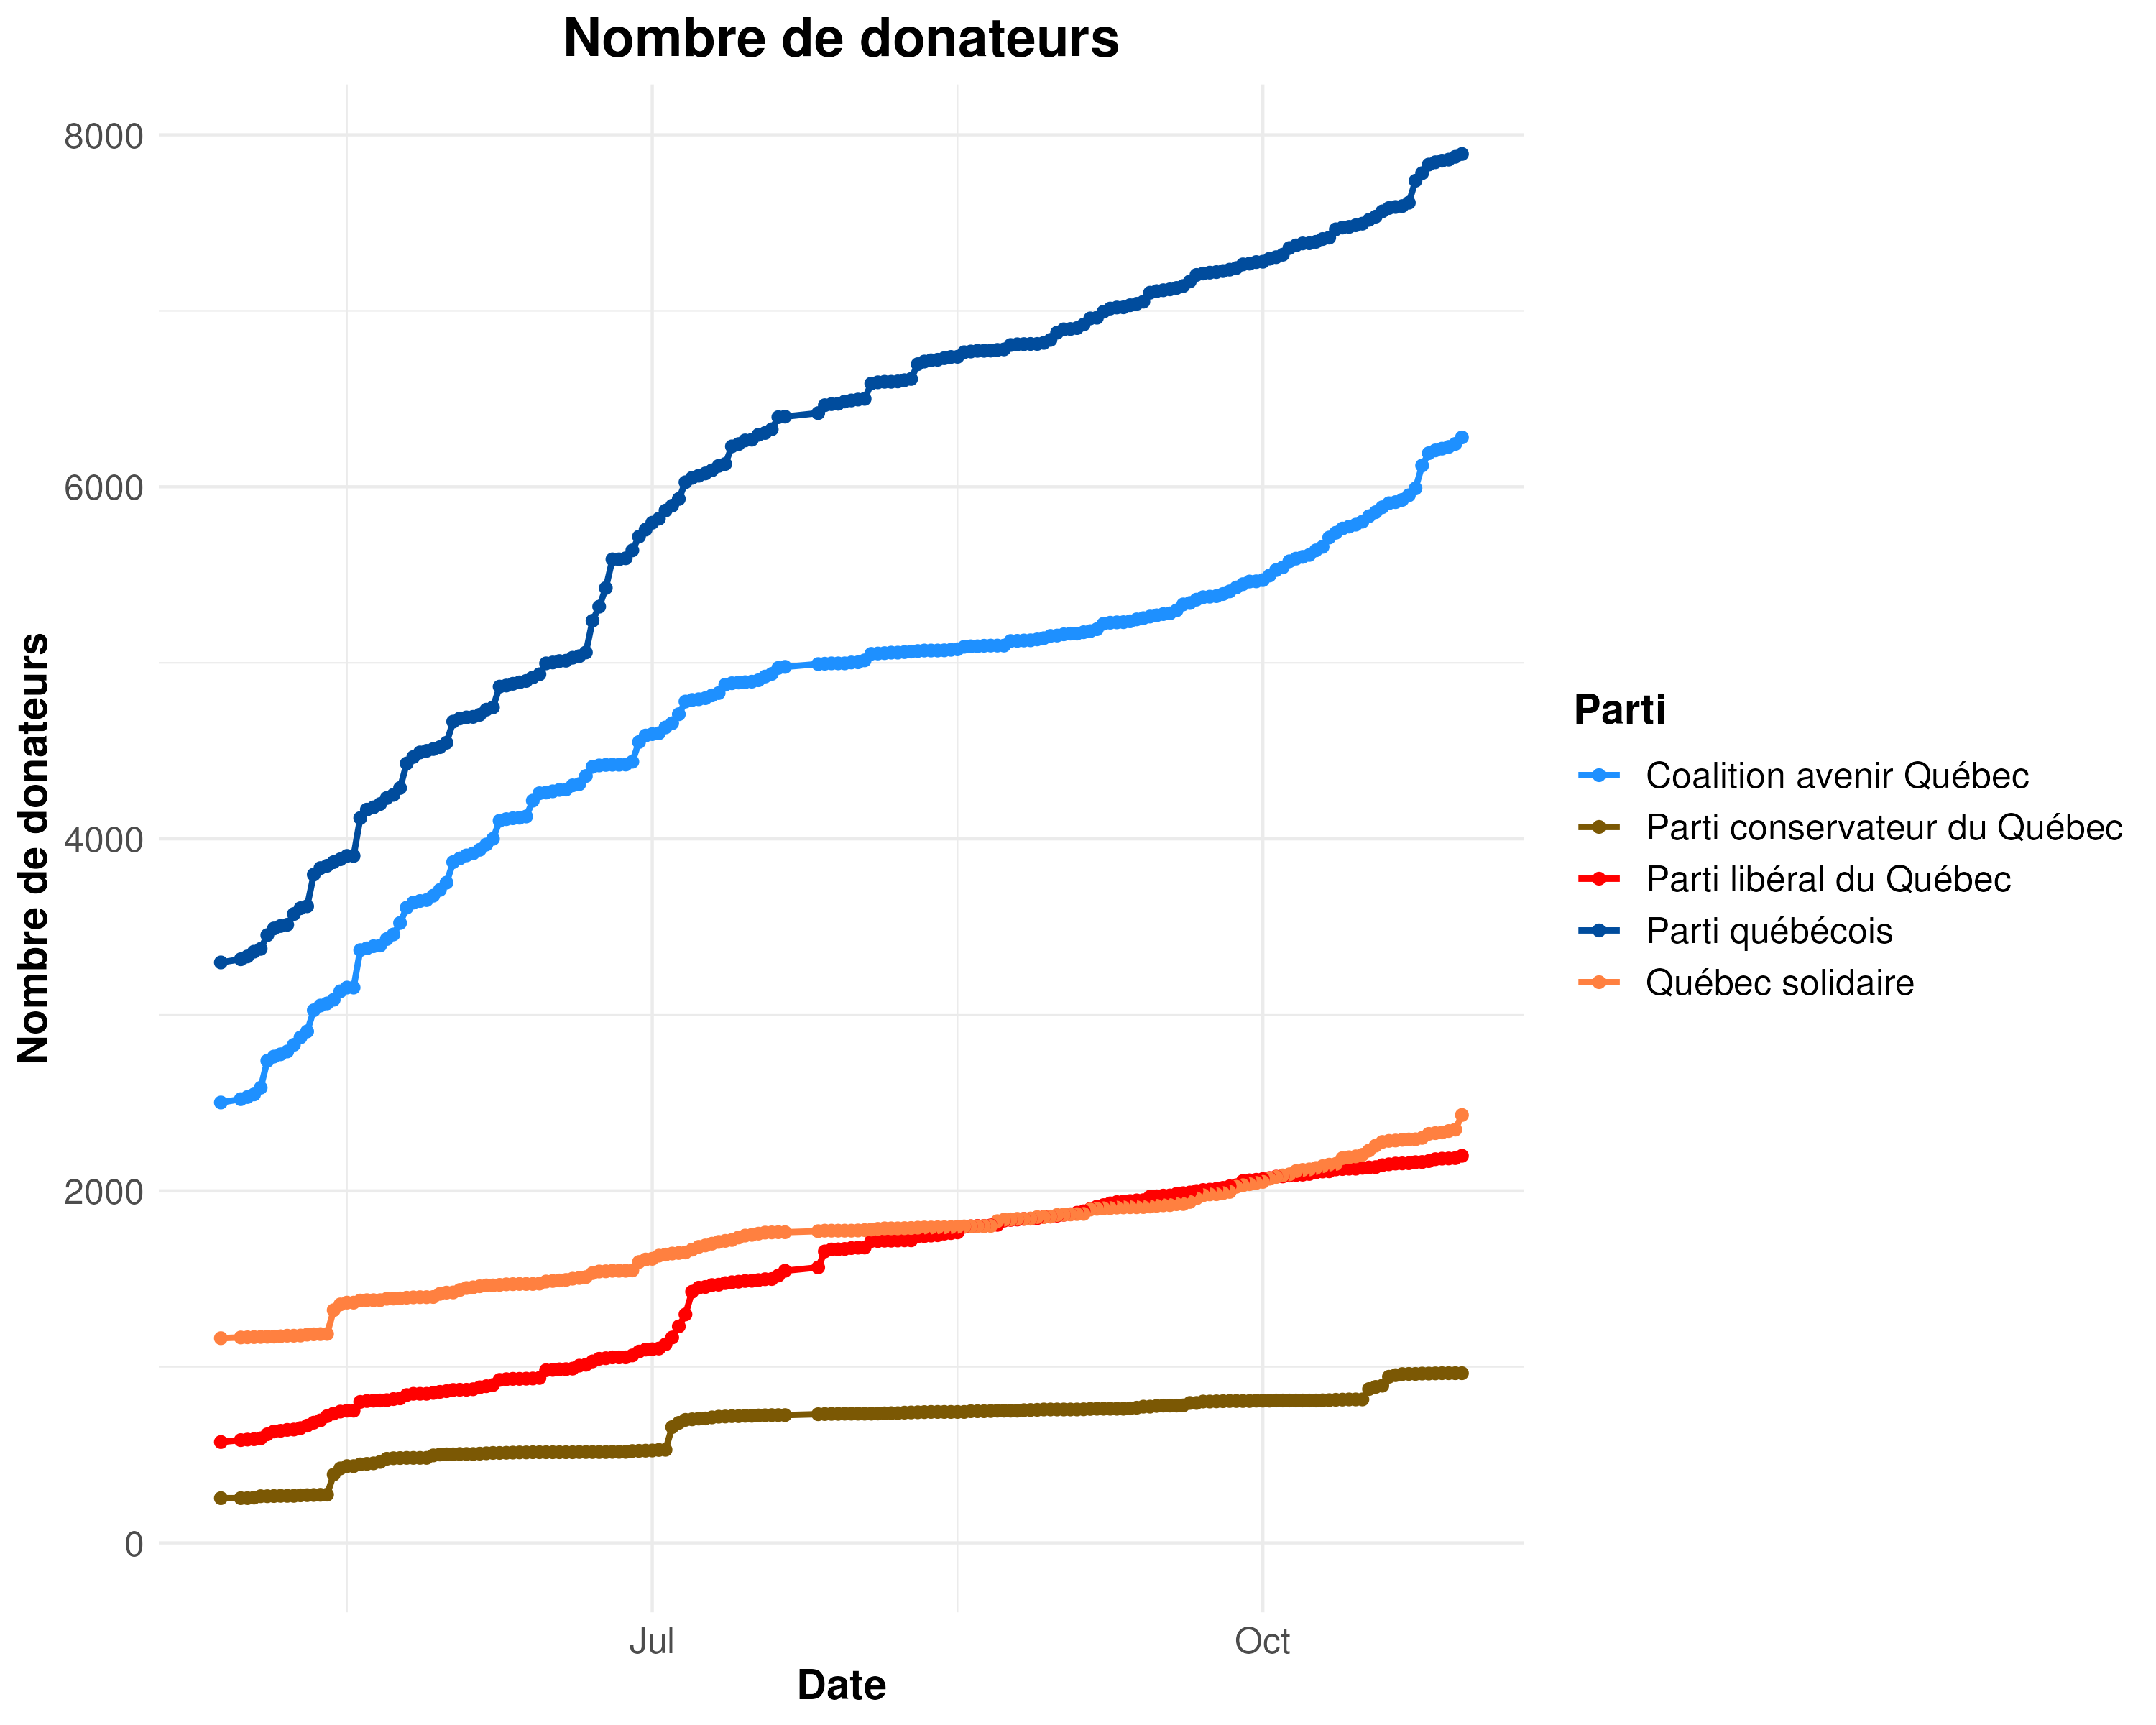 Nombre de donateurs
8000
6000
4000
2000
0
Nombre de donateurs
Jul
Oct
Date
Parti
Coalition avenir Québec
Parti conservateur du Québec
Parti libéral du Québec
Parti québécois
Québec solidaire